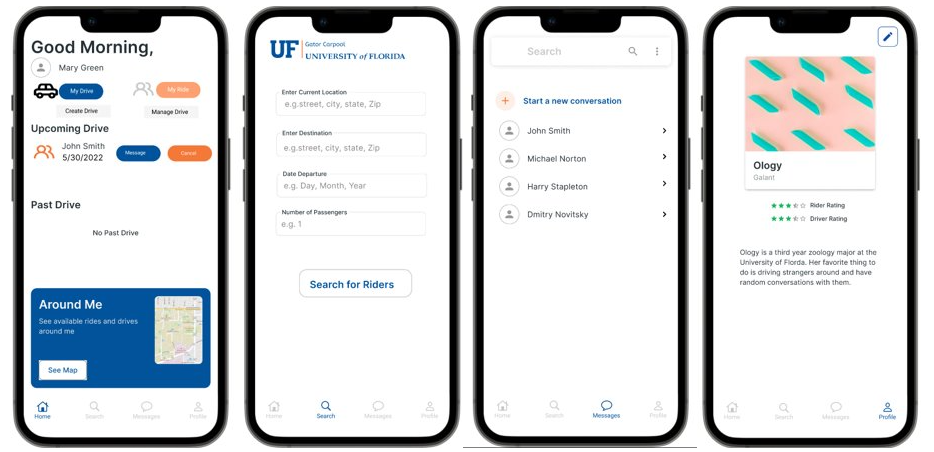 Good Morning,
Mary Green
My Drive
My Ride
Create Drive
Manage Drive
Upcoming Drive
John Smith
5/30/2022
Message
Cancel
Past Drive
No Past Drive
Around Me
See available rides and drives
around me
See Map
Home
Search
Messages
Profile
UF
Gator Carpool
UNIVERSITY of FLORIDA
Enter Current Location
e.g.street, city, state, Zip
Enter Destination
e.g.street, city, state, Zip
Date Departure
e.g. Day, Month, Year
Number of Passengers
e.g. 1
Search for Riders
Home
Search
Messages
Profile
Search
Start a new conversation
John Smith
Michael Norton
Harry Stapleton
Dmitry Novitsky
Home
Search
Messages
Profile
Ology
Galant
Rider Rating
Driver Rating
Ology is a third year zoology major at the
University of Florda. Her favorite thing to
do is driving strangers around and have
random conversations with them.
Home
Search
Messages
Profile